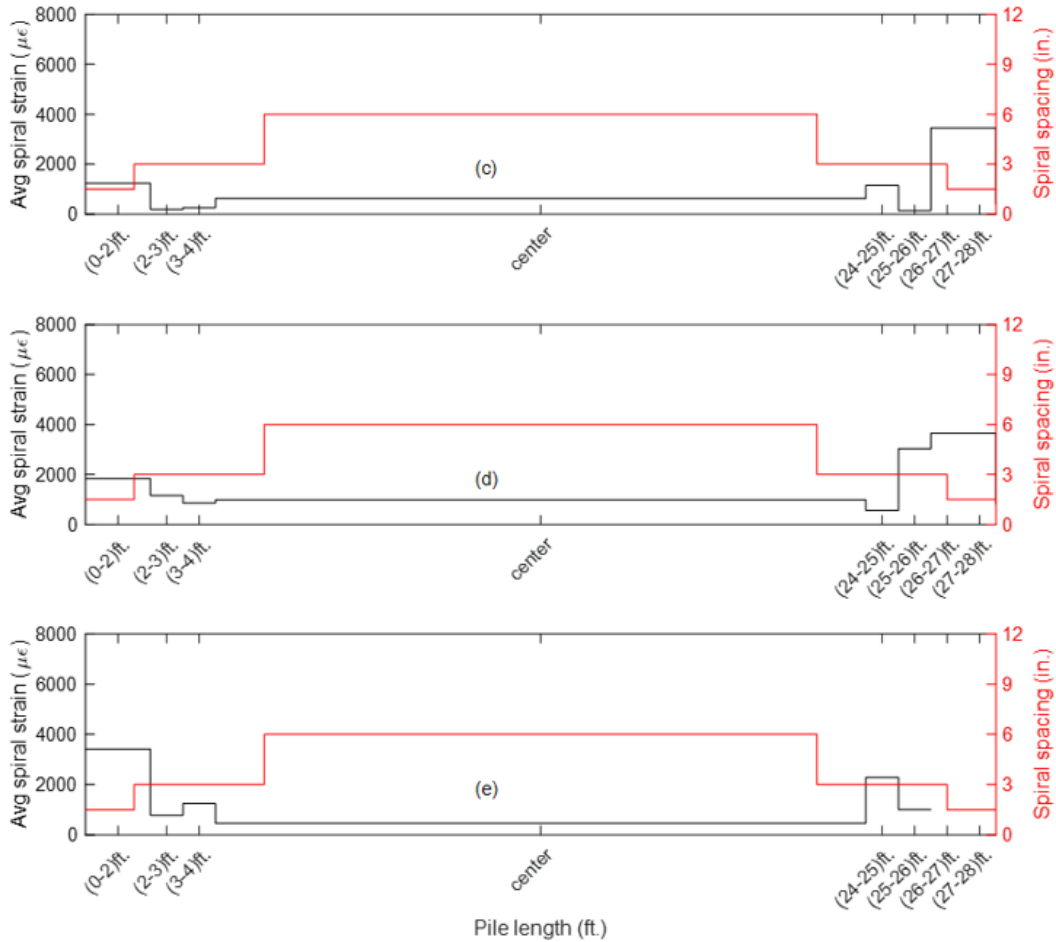 8000
6000
4000
2000
0
Avg spiral strain (με)
12
9
6
3
0
Spiral spacing (in.)
(c)
(0-2)ft.
(2-3)ft.
(3-4)ft.
center
(24-25)ft.
(25-26)ft.
(26-27)ft.
(27-28)ft.
8000
6000
4000
2000
0
Avg spiral strain (με)
12
9
6
3
0
Spiral spacing (in.)
(d)
(0-2)ft.
(2-3)ft.
(3-4)ft.
center
(24-25)ft.
(25-26)ft.
(26-27)ft.
(27-28)ft.
8000
6000
4000
2000
0
Avg spiral strain (με)
12
9
6
3
0
Spiral spacing (in.)
(e)
(0-2)ft.
(2-3)ft.
(3-4)ft.
center
(24-25)ft.
(25-26)ft.
(26-27)ft.
(27-28)ft.
Pile length (ft.)